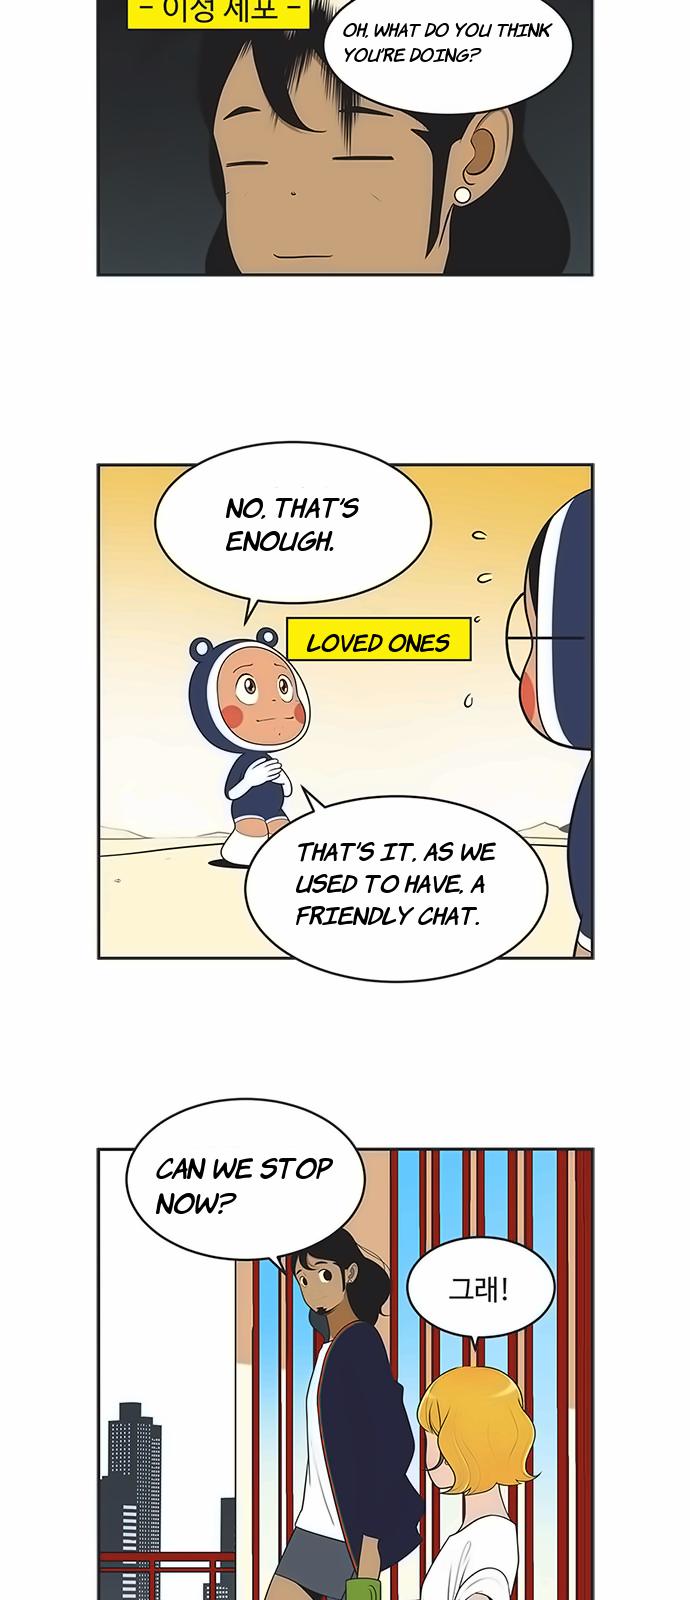 - 이성 세포 -
OH, WHAT DO YOU THINK
YOU'RE DOING?
NO, THAT'S
ENOUGH.
LOVED ONES
THAT'S IT, AS WE
USED TO HAVE, A
FRIENDLY CHAT.
CAN WE STOP
NOW?
그래!